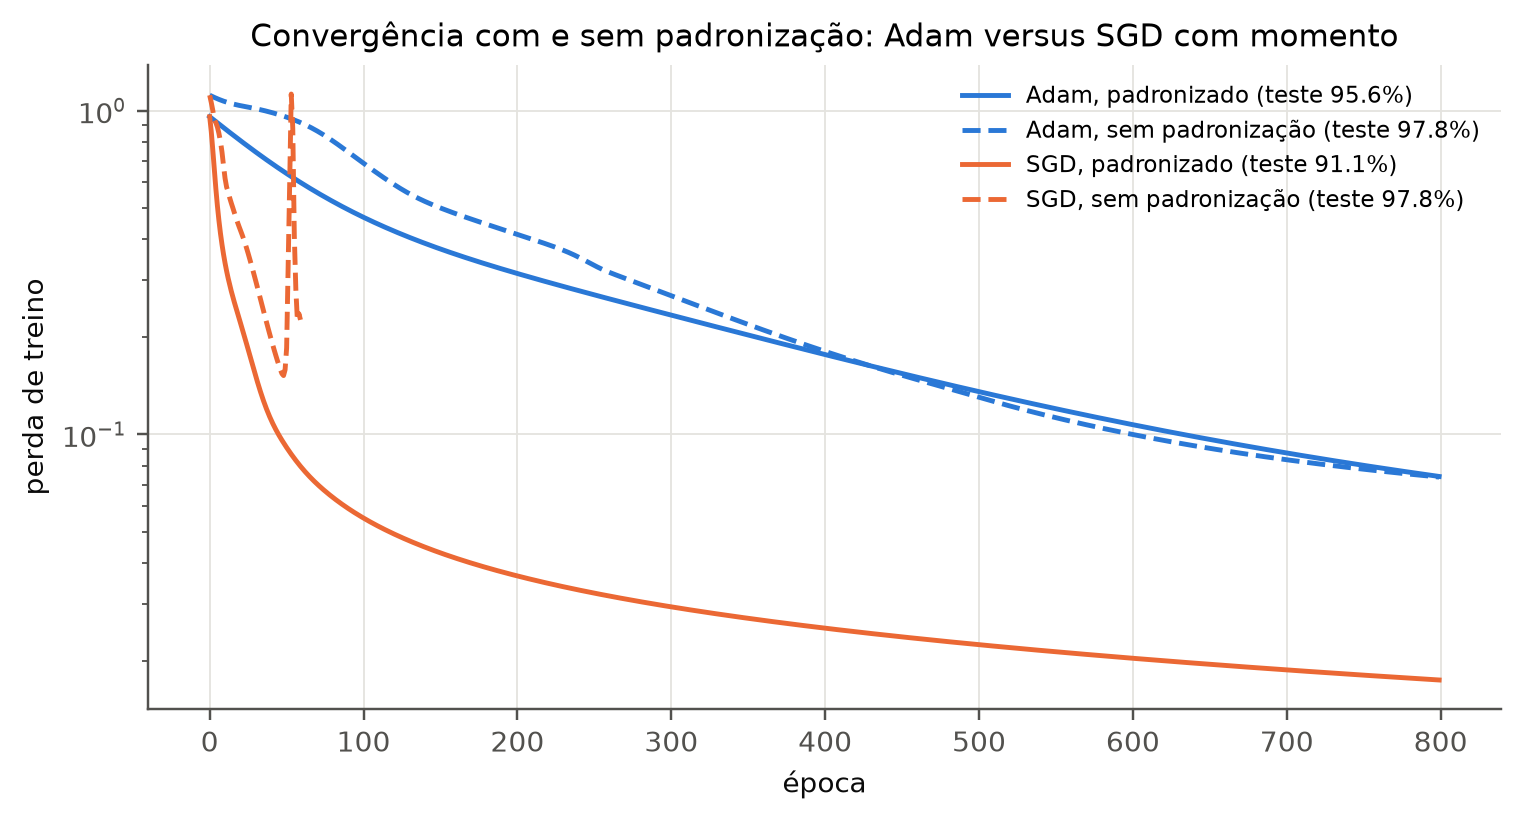 Convergência com e sem padronização: Adam versus SGD com momento
Adam, padronizado (teste 95.6%)
Adam, sem padronização (teste 97.8%)
SGD, padronizado (teste 91.1%)
SGD, sem padronização (teste 97.8%)
perda de treino
10⁰
10⁻¹
0 100 200 300 400 500 600 700 800
época